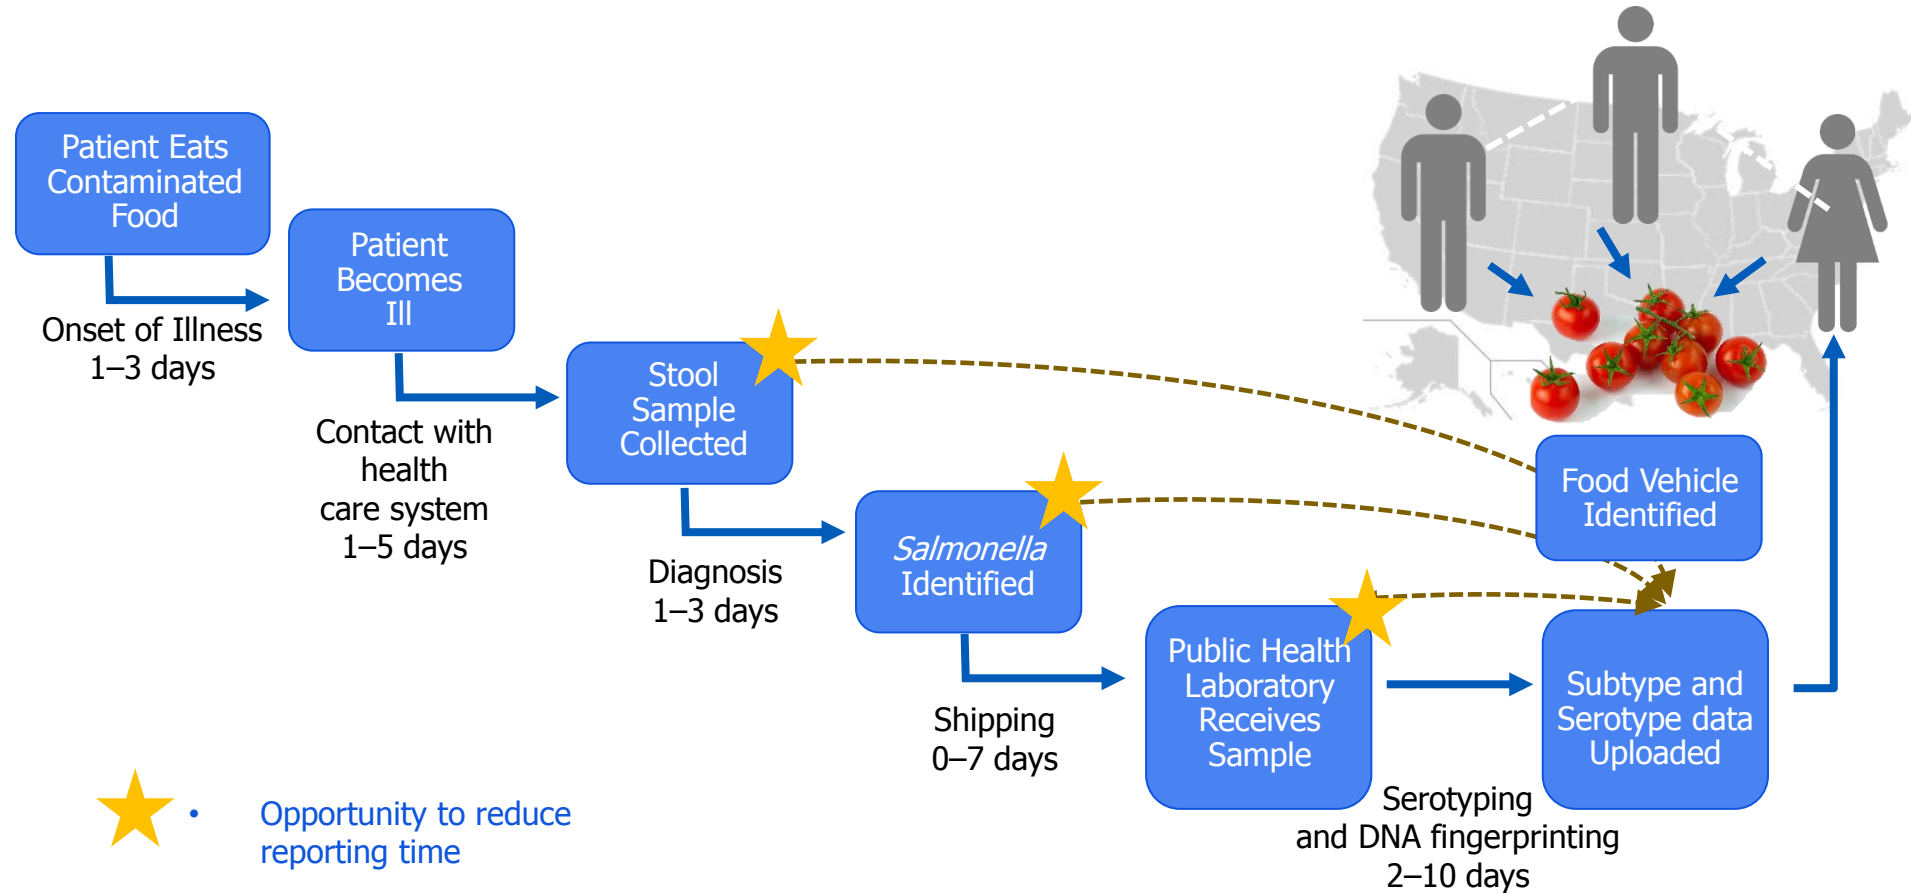 Patient Eats
Contaminated
Food
Onset of Illness
1–3 days
Patient
Becomes
Ill
Contact with
health
care system
1–5 days
Stool
Sample
Collected
Diagnosis
1–3 days
Salmonella
Identified
Shipping
0–7 days
Public Health
Laboratory
Receives
Sample
Serotyping
and DNA fingerprinting
2–10 days
Subtype and
Serotype data
Uploaded
Food Vehicle
Identified
• Opportunity to reduce
reporting time